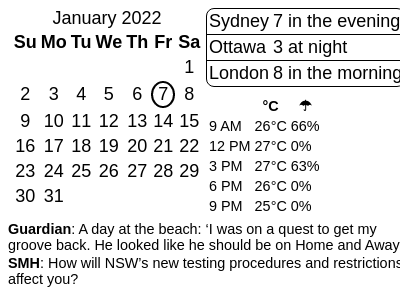 January 2022
Su Mo Tu We Th Fr Sa
1
2 3 4 5 6 7 8
9 10 11 12 13 14 15
16 17 18 19 20 21 22
23 24 25 26 27 28 29
30 31
Sydney 7 in the evening
Ottawa 3 at night
London 8 in the morning
°C ☂
9 AM 26°C 66%
12 PM 27°C 0%
3 PM 27°C 63%
6 PM 26°C 0%
9 PM 25°C 0%
Guardian: A day at the beach: ‘I was on a quest to get my
groove back. He looked like he should be on Home and Away
SMH: How will NSW’s new testing procedures and restrictions
affect you?